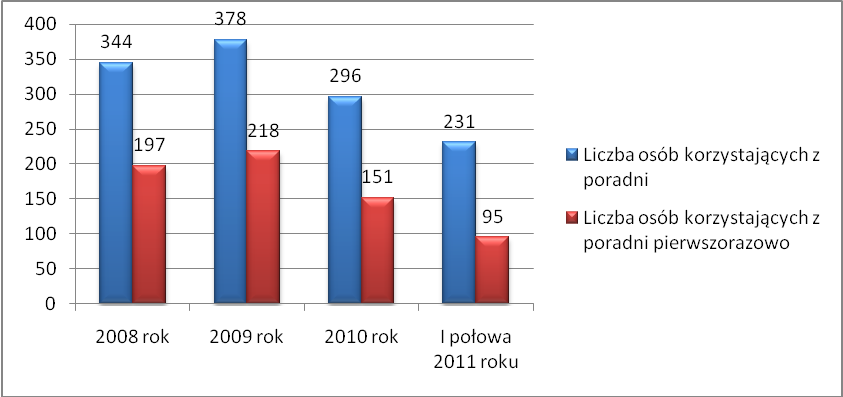 400
350
300
250
200
150
100
50
0
344
197
378
218
296
151
231
95
2008 rok
2009 rok
2010 rok
I połowa
2011 roku
Liczba osób korzystających z
poradni
Liczba osób korzystających z
poradni pierwszorazowo